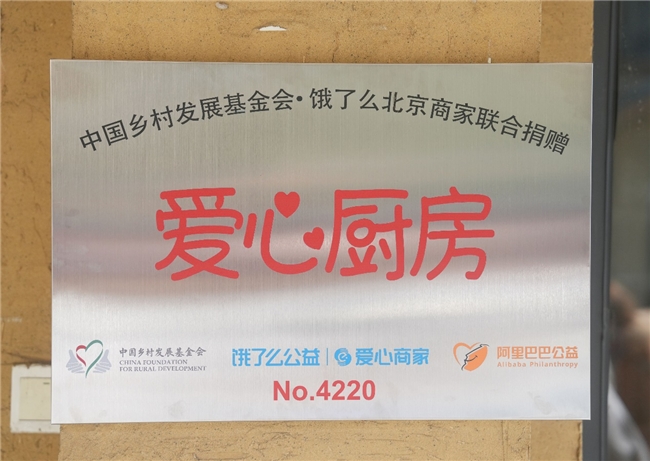 中国乡村发展基金会·饿了么北京商家联合捐赠
爱心厨房
中国乡村发展基金会
CHINA FOUNDATION
FOR RURAL DEVELOPMENT
饿了么公益 | 爱心商家
阿里巴巴公益
Alibaba Philanthropy
No.4220